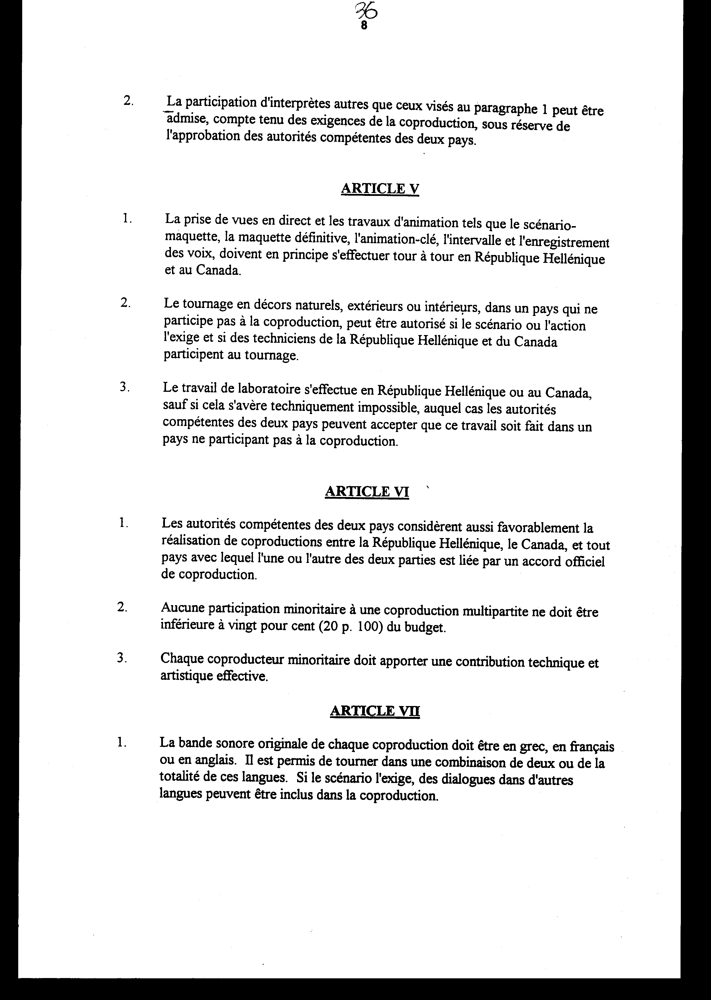 36
8
2. La participation d'interprètes autres que ceux visés au paragraphe 1 peut être
admise, compte tenu des exigences de la coproduction, sous réserve de
l'approbation des autorités compétentes des deux pays.
ARTICLE V
1. La prise de vues en direct et les travaux d'animation tels que le scénario-
maquette, la maquette définitive, l'animation-clé, l'intervalle et l'enregistrement
des voix, doivent en principe s'effectuer tour à tour en République Hellénique
et au Canada.
2. Le tournage en décors naturels, extérieurs ou intérieurs, dans un pays qui ne
participe pas à la coproduction, peut être autorisé si le scénario ou l'action
l'exige et si des techniciens de la République Hellénique et du Canada
participent au tournage.
3. Le travail de laboratoire s'effectue en République Hellénique ou au Canada,
sauf si cela s'avère techniquement impossible, auquel cas les autorités
compétentes des deux pays peuvent accepter que ce travail soit fait dans un
pays ne participant pas à la coproduction.
ARTICLE VI
1. Les autorités compétentes des deux pays considèrent aussi favorablement la
réalisation de coproductions entre la République Hellénique, le Canada, et tout
pays avec lequel l'une ou l'autre des deux parties est liée par un accord officiel
de coproduction.
2. Aucune participation minoritaire à une coproduction multipartite ne doit être
inférieure à vingt pour cent (20 p. 100) du budget.
3. Chaque coproducteur minoritaire doit apporter une contribution technique et
artistique effective.
ARTICLE VII
1. La bande sonore originale de chaque coproduction doit être en grec, en français
ou en anglais. Il est permis de tourner dans une combinaison de deux ou de la
totalité de ces langues. Si le scénario l'exige, des dialogues dans d'autres
langues peuvent être inclus dans la coproduction.